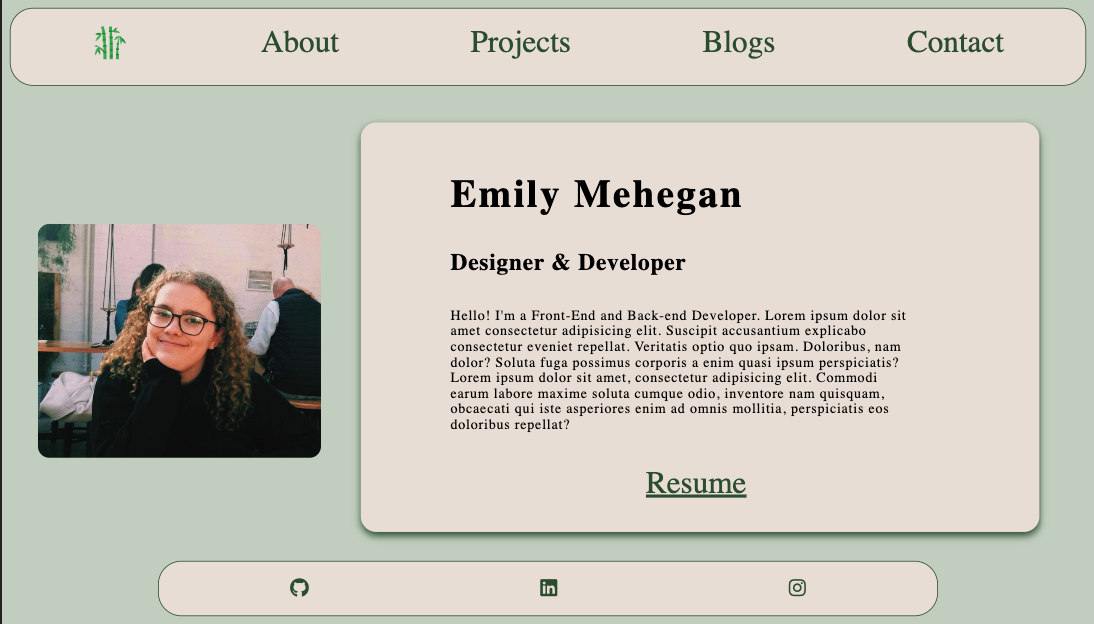 About Projects Blogs Contact
Emily Mehegan
Designer & Developer
Hello! I'm a Front-End and Back-end Developer. Lorem ipsum dolor sit
amet consectetur adipisicing elit. Suscipit accusantium explicabo
consectetur eveniet repellat. Veritatis optio quo ipsam. Doloribus, nam
dolor? Soluta fuga possimus corporis a enim quasi ipsum perspiciatis?
Lorem ipsum dolor sit amet, consectetur adipisicing elit. Commodi
earum labore maxime soluta cumque odio, inventore nam quisquam,
obcaecati qui iste asperiores enim ad omnis mollitia, perspiciatis eos
doloribus repellat?
Resume
in